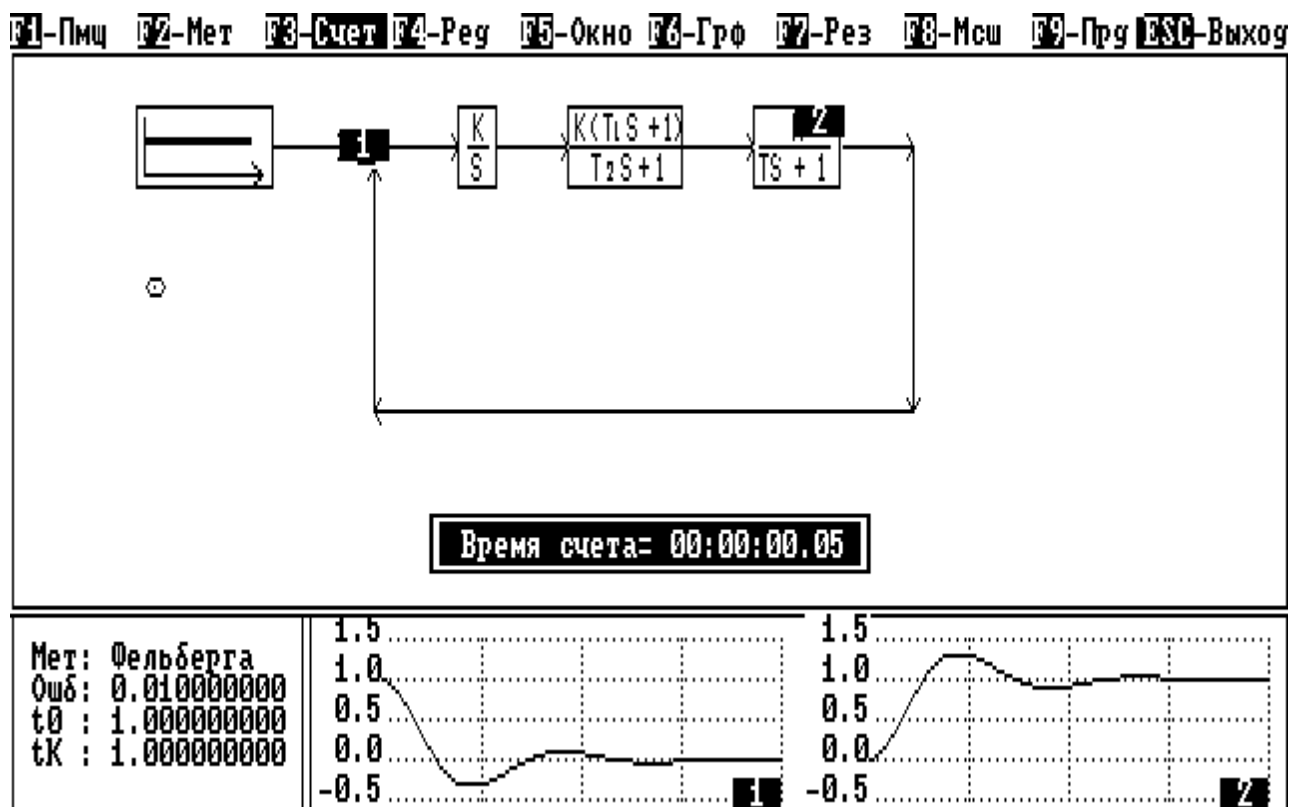 F1-Пмщ F2-Мет F3-Счет F4-Ред F5-Окно F6-Грф F7-Рез F8-Мсш F9-Прд ESC-Выход
1
K
S
K(T1S +1)
T2S+1
2
TS + 1
Время счета= 00:00:00.05
Мет: Фельберга
Ошб: 0.010000000
t0 : 1.000000000
tK : 1.000000000
1.5
1.0
0.5
0.0
-0.5
1
1.5
1.0
0.5
0.0
-0.5
2